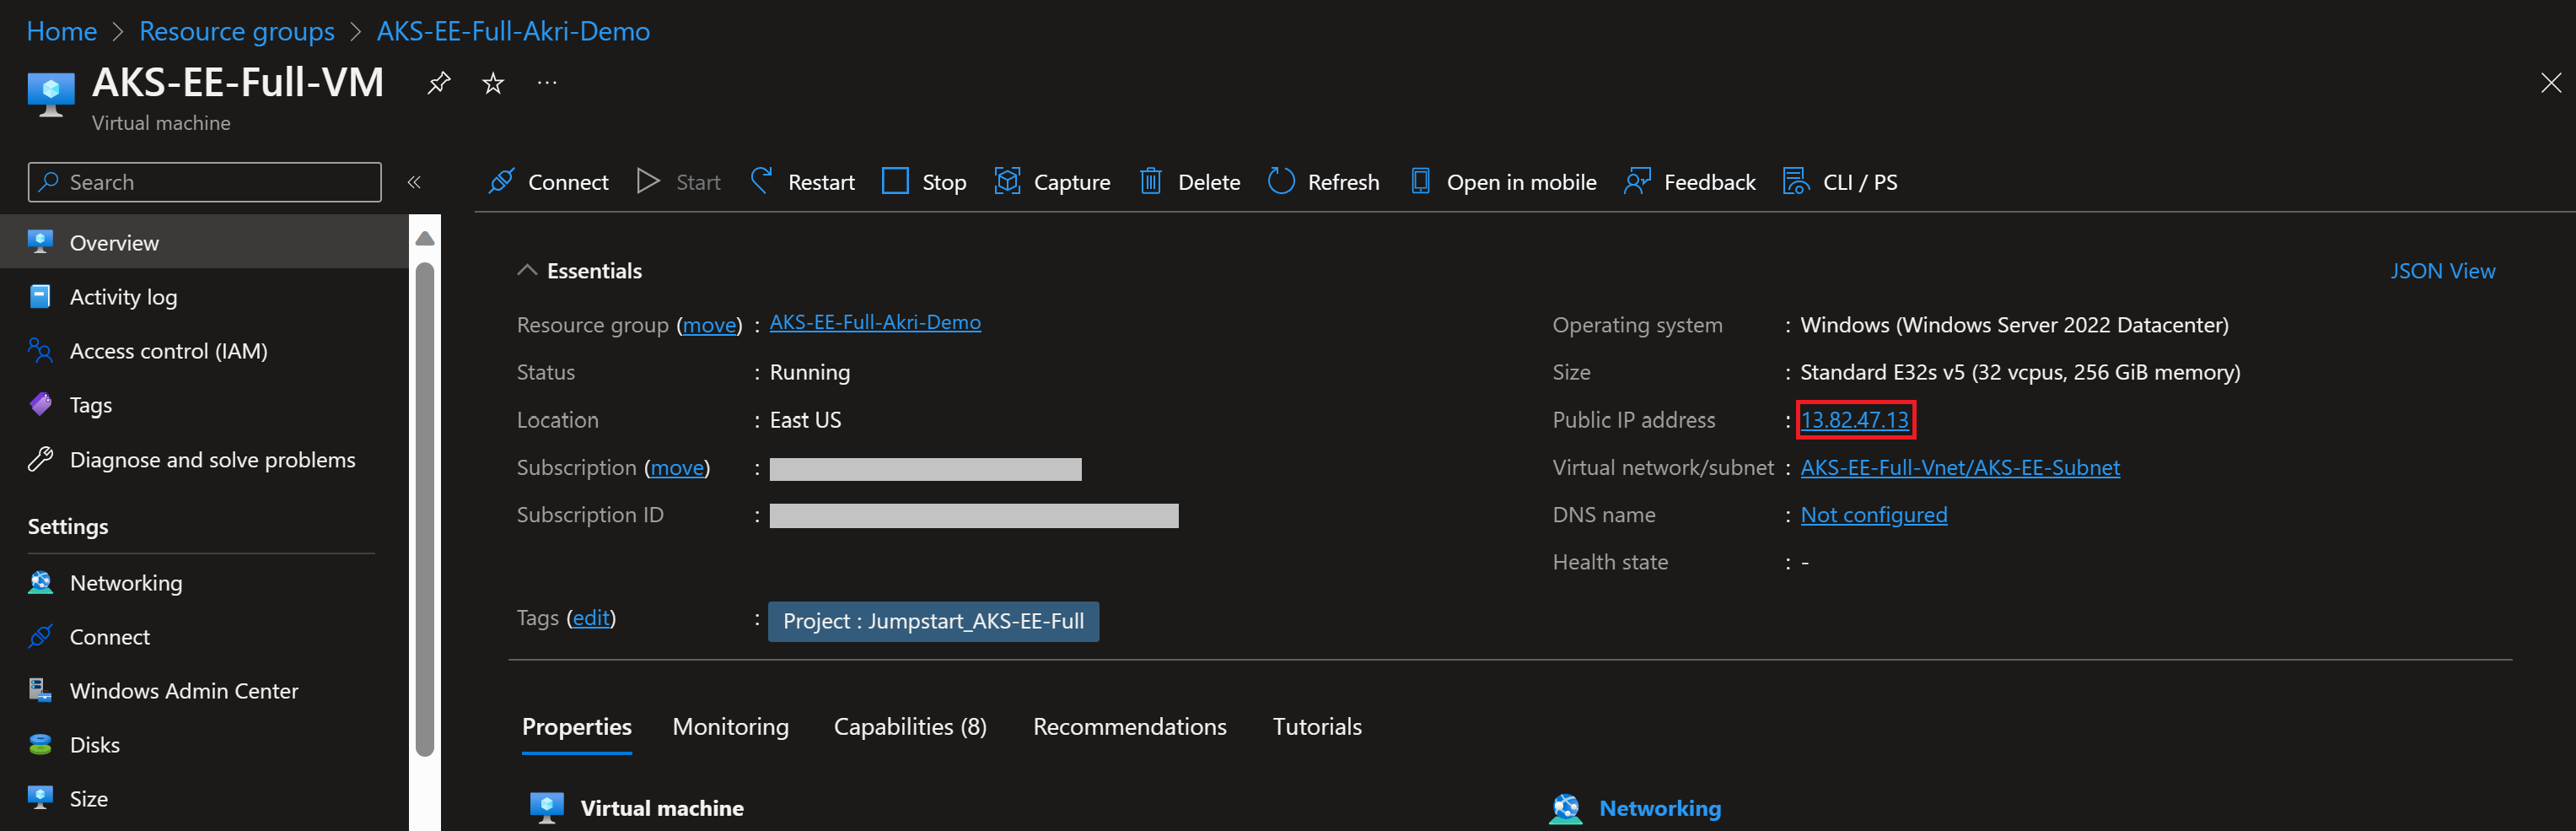 Home > Resource groups > AKS-EE-Full-Akri-Demo
AKS-EE-Full-VM
Virtual machine
Search
Connect Start Restart Stop Capture Delete Refresh Open in mobile Feedback CLI / PS
Overview
Activity log
Access control (IAM)
Tags
Diagnose and solve problems
Settings
Networking
Connect
Windows Admin Center
Disks
Size
Essentials
JSON View
Resource group (move) : AKS-EE-Full-Akri-Demo
Status : Running
Location : East US
Subscription (move) :
Subscription ID :
Operating system : Windows (Windows Server 2022 Datacenter)
Size : Standard E32s v5 (32 vcpus, 256 GiB memory)
Public IP address : 13.82.47.13
Virtual network/subnet : AKS-EE-Full-Vnet/AKS-EE-Subnet
DNS name : Not configured
Health state : -
Tags (edit) : Project : Jumpstart_AKS-EE-Full
Properties Monitoring Capabilities (8) Recommendations Tutorials
Virtual machine
Networking